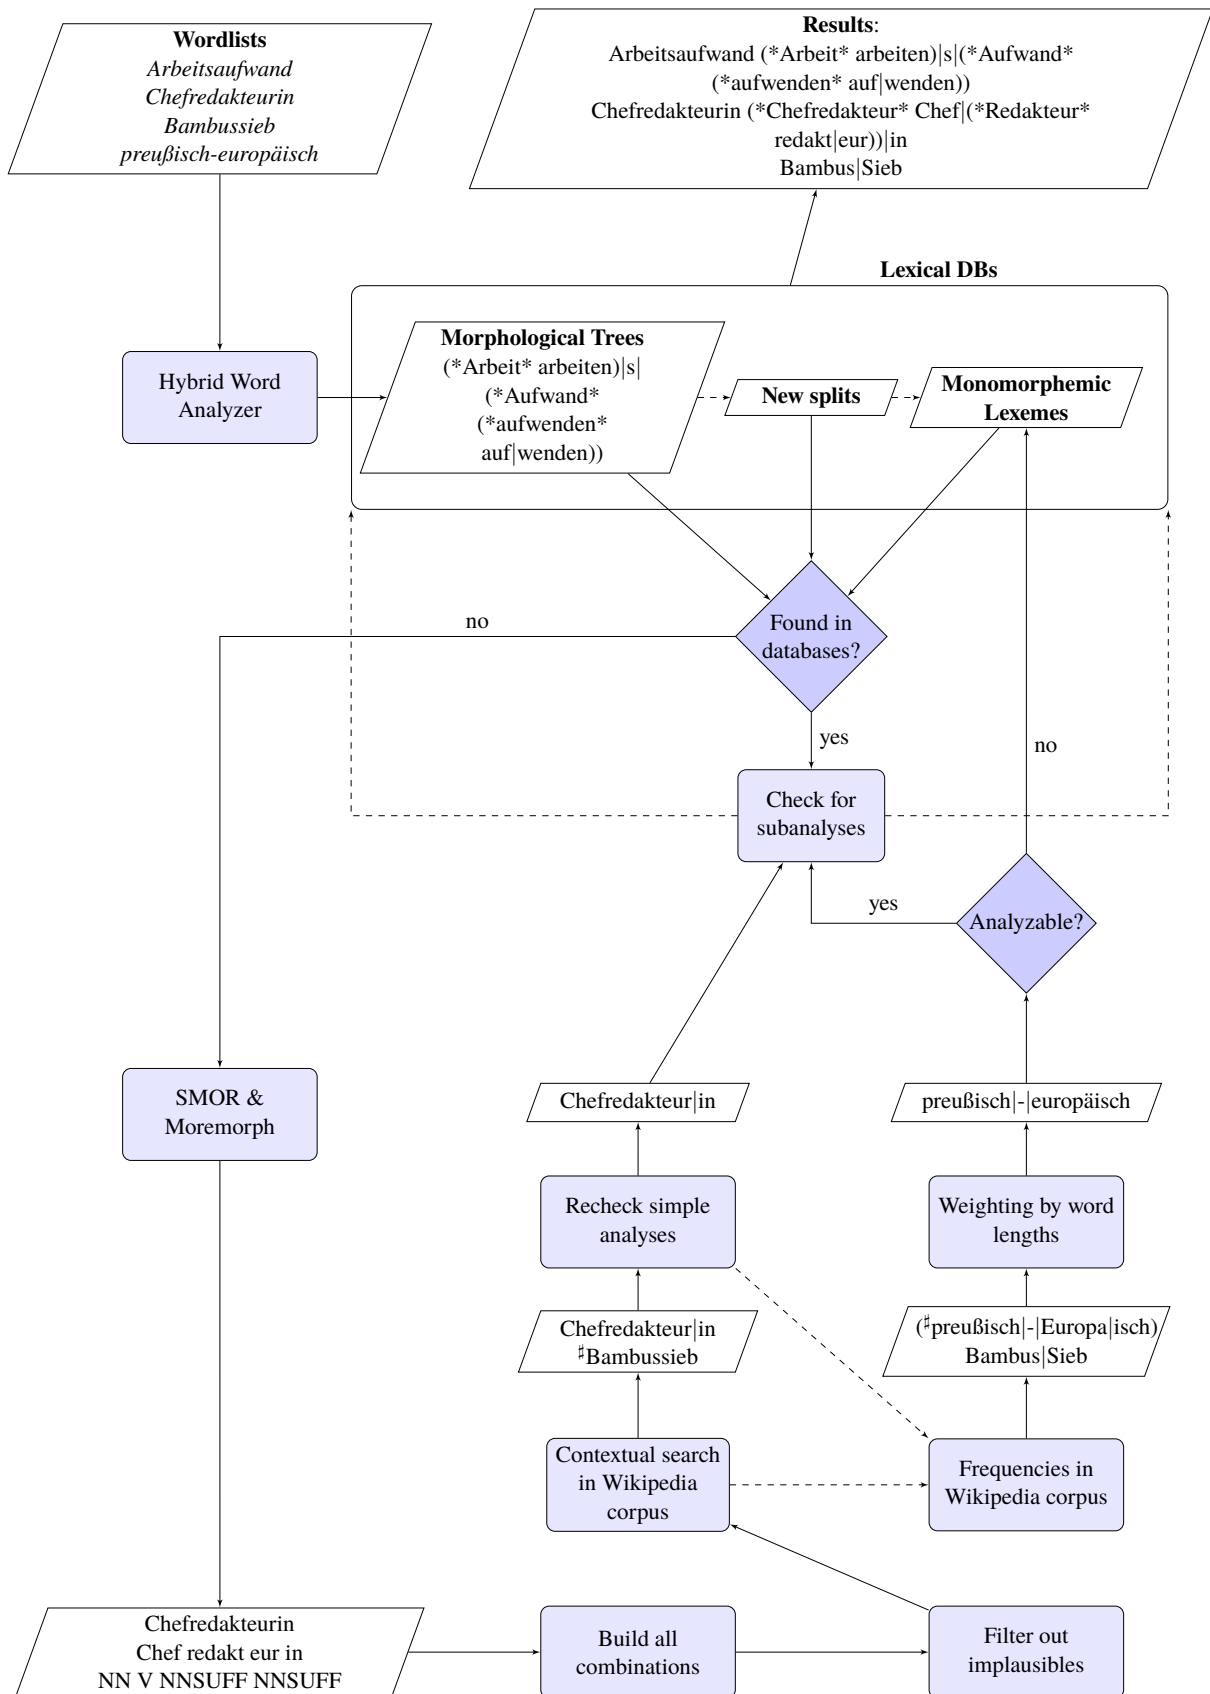 Wordlists
Arbeitsaufwand
Chefredakteurin
Bambussieb
preußisch-europäisch
Results:
Arbeitsaufwand (*Arbeit* arbeiten)|s|(*Aufwand*
(*aufwenden* auf|wenden))
Chefredakteurin (*Chefredakteur* Chef|(*Redakteur*
redakt|eur))|in
Bambus|Sieb
Lexical DBs
Hybrid Word
Analyzer
Morphological Trees
(*Arbeit* arbeiten)|s|
(*Aufwand*
(*aufwenden*
auf|wenden))
New splits
Monomorphemic
Lexemes
Found in
databases?
no
yes
no
Check for
subanalyses
yes
Analyzable?
SMOR &
Moremorph
Chefredakteur|in
preußisch|-|europäisch
Recheck simple
analyses
Weighting by word
lengths
Chefredakteur|in
♯Bambussieb
(♯preußisch|-|Europa|isch)
Bambus|Sieb
Contextual search
in Wikipedia
corpus
Frequencies in
Wikipedia corpus
Chefredakteurin
Chef redakt eur in
NN V NNSUFF NNSUFF
Build all
combinations
Filter out
implausibles